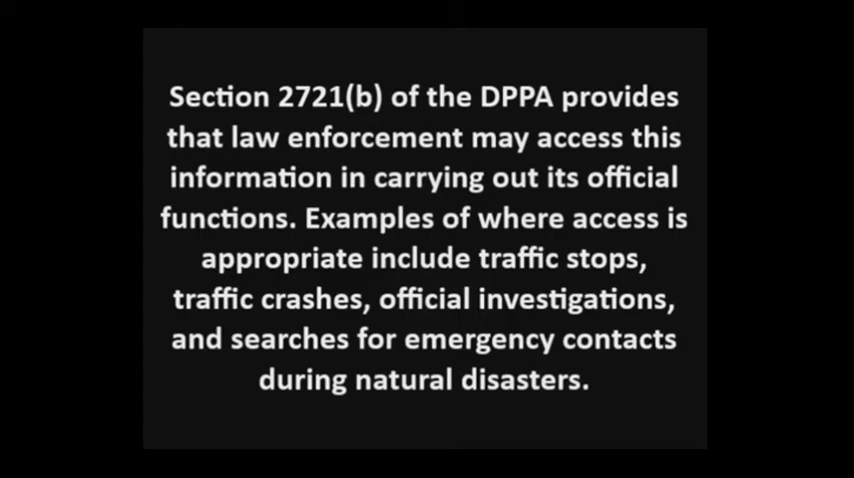 Section 2721(b) of the DPPA provides
that law enforcement may access this
information in carrying out its official
functions. Examples of where access is
appropriate include traffic stops,
traffic crashes, official investigations,
and searches for emergency contacts
during natural disasters.